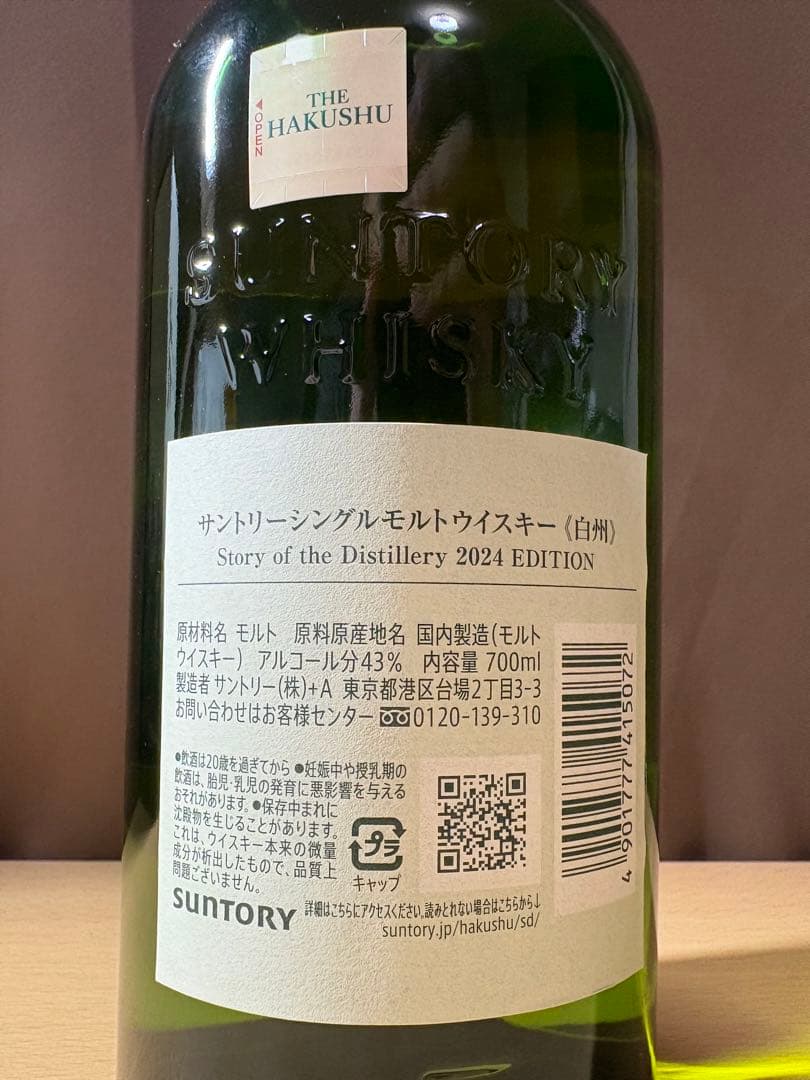 THE
HAKUSHU
OPEN
SUNTORY
WHISKY
サントリーシングルモルトウイスキー《白州》
Story of the Distillery 2024 EDITION
原材料名 モルト 原料原産地名 国内製造(モルト
ウイスキー) アルコール分43% 内容量 700ml
製造者 サントリー(株)+A 東京都港区台場2丁目3-3
お問い合わせはお客様センター 0120-139-310
●飲酒は20歳を過ぎてから ●妊娠中や授乳期の
飲酒は、胎児・乳児の発育に悪影響を与える
おそれがあります。●保存中まれに
沈殿物を生じることがあります。
これは、ウイスキー本来の微量
成分が析出したもので、品質上
問題ございません。
プラ
キャップ
SUNTORY
詳細はこちらにアクセスください。読みとれない場合はこちらから↓
suntory.jp/hakushu/sd/
4 901777 415072